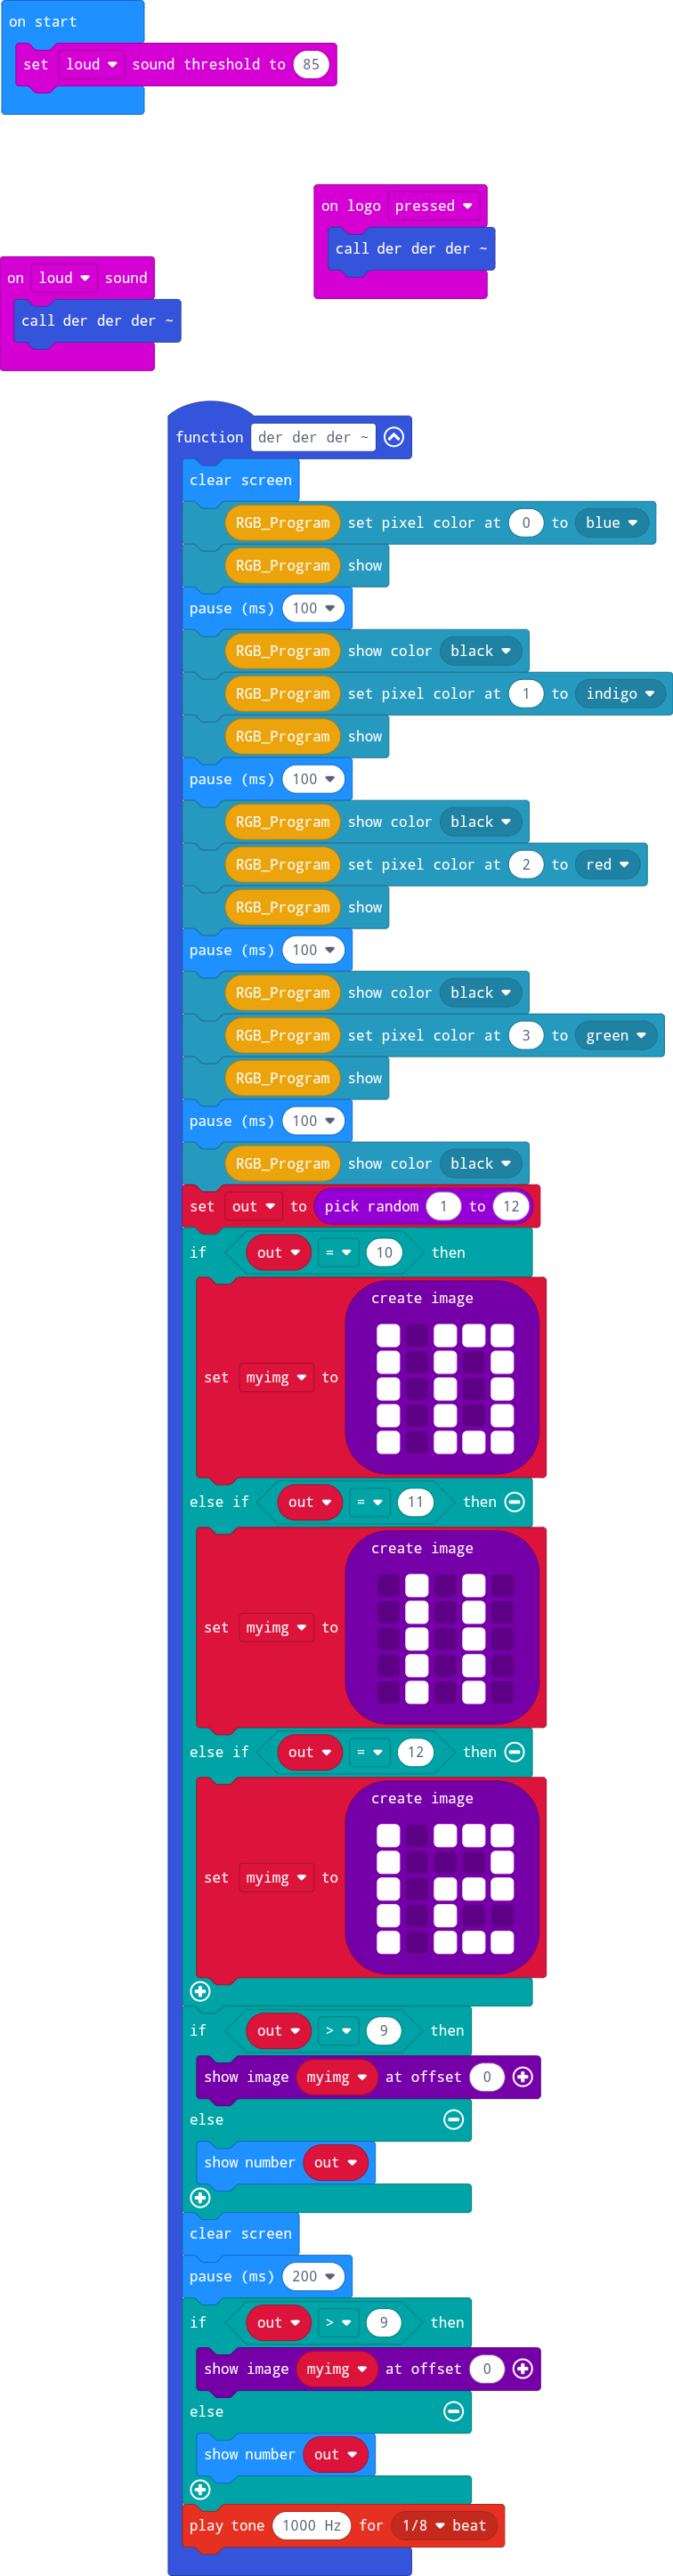 on start
set loud sound threshold to 85
on logo pressed
call der der der ~
on loud sound
call der der der ~
function der der der ~
clear screen
RGB_Program set pixel color at 0 to blue
RGB_Program show
pause (ms) 100
RGB_Program show color black
RGB_Program set pixel color at 1 to indigo
RGB_Program show
pause (ms) 100
RGB_Program show color black
RGB_Program set pixel color at 2 to red
RGB_Program show
pause (ms) 100
RGB_Program show color black
RGB_Program set pixel color at 3 to green
RGB_Program show
pause (ms) 100
RGB_Program show color black
set out to pick random 1 to 12
if out = 10 then
create image
set myimg to
else if out = 11 then
create image
set myimg to
else if out = 12 then
create image
set myimg to
if out > 9 then
show image myimg at offset 0
else
show number out
clear screen
pause (ms) 200
if out > 9 then
show image myimg at offset 0
else
show number out
play tone 1000 Hz for 1/8 beat